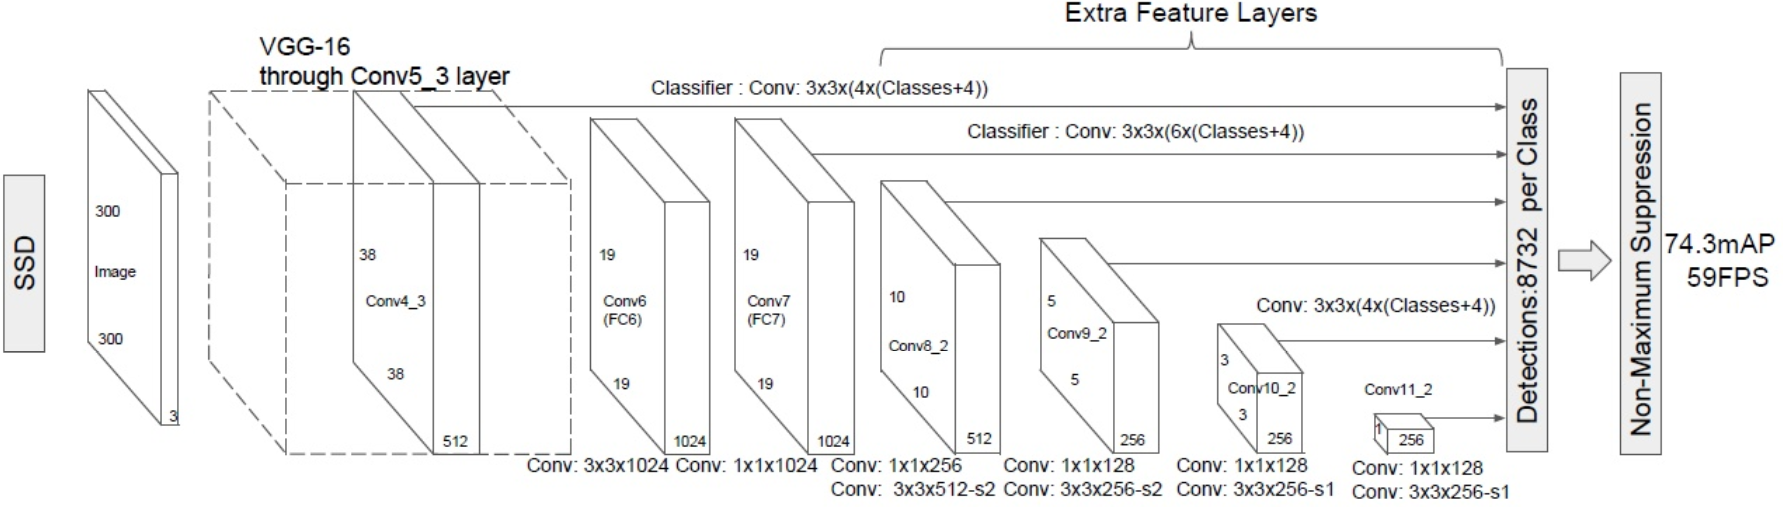 Extra Feature Layers
VGG-16
through Conv5_3 layer
Classifier : Conv: 3x3x(4x(Classes+4))
Classifier : Conv: 3x3x(6x(Classes+4))
SSD
300
Image
300
3
38
Conv4_3
38
512
19
Conv6
(FC6)
19
1024
19
Conv7
(FC7)
19
1024
10
Conv8_2
10
512
5
Conv9_2
5
256
Conv: 3x3x(4x(Classes+4))
3
Conv10_2
3
256
Conv11_2
1
256
Detections:8732 per Class
Non-Maximum Suppression
74.3mAP
59FPS
Conv: 3x3x1024
Conv: 1x1x1024
Conv: 1x1x256
Conv: 3x3x512-s2
Conv: 1x1x128
Conv: 3x3x256-s2
Conv: 1x1x128
Conv: 3x3x256-s1
Conv: 1x1x128
Conv: 3x3x256-s1